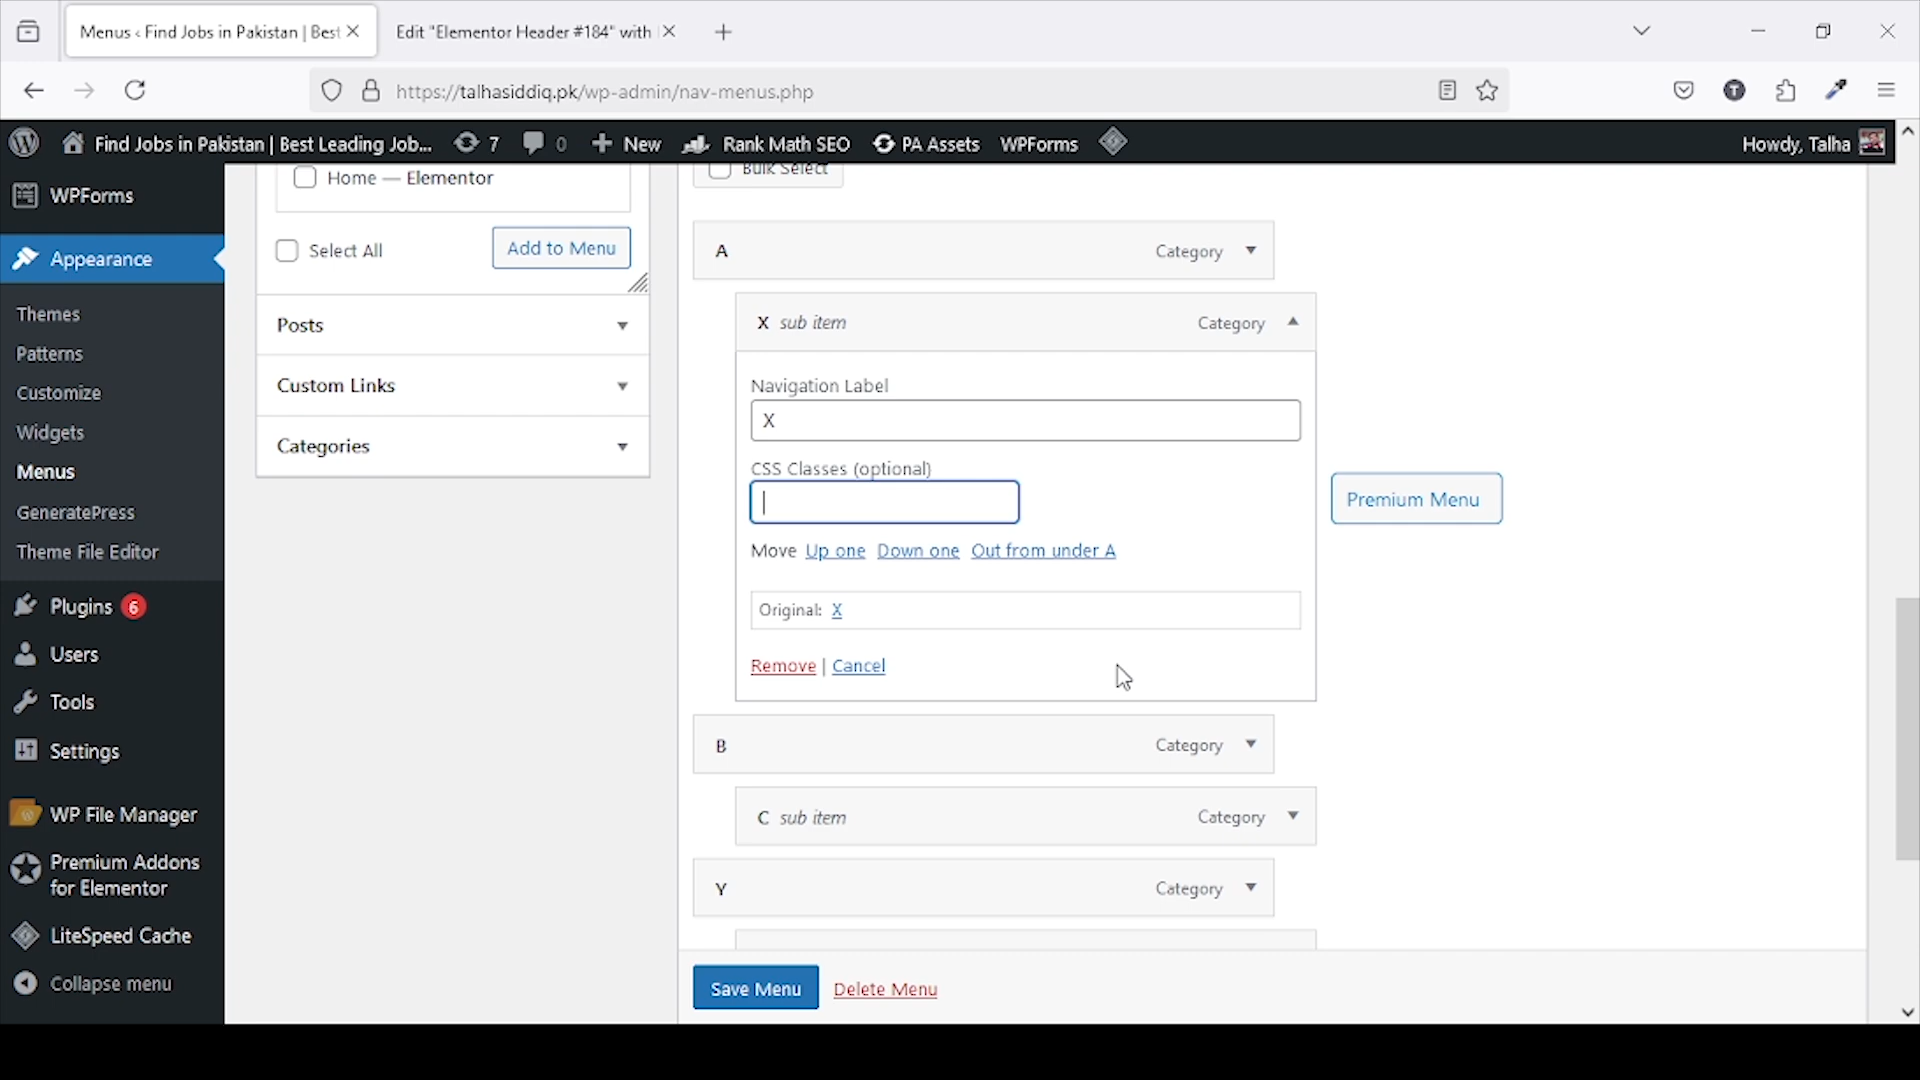 Menus ‹ Find Jobs in Pakistan | Best
Edit "Elementor Header #184" with
https://talhasiddiq.pk/wp-admin/nav-menus.php
Find Jobs in Pakistan | Best Leading Job...
7
0
New
Rank Math SEO
PA Assets
WPForms
Howdy, Talha
WPForms
Appearance
Themes
Patterns
Customize
Widgets
Menus
GeneratePress
Theme File Editor
Plugins 6
Users
Tools
Settings
WP File Manager
Premium Addons
for Elementor
LiteSpeed Cache
Collapse menu
Home — Elementor
Select All
Add to Menu
Posts
Custom Links
Categories
Bulk Select
A Category
X sub item Category
Navigation Label
X
CSS Classes (optional)
Move Up one Down one Out from under A
Original: X
Remove | Cancel
Premium Menu
B Category
C sub item Category
Y Category
Save Menu Delete Menu